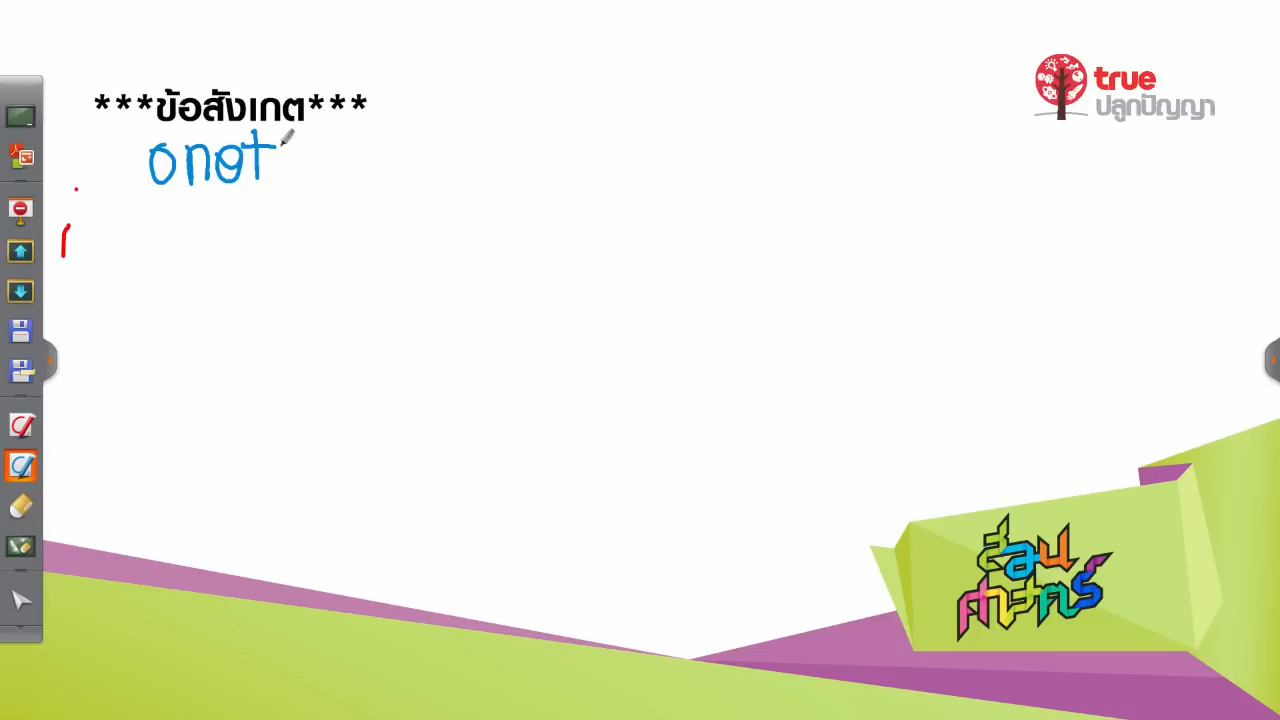 ***ข้อสังเกต***
onet
true
ปลูกปัญญา
สอน
ศาสตร์